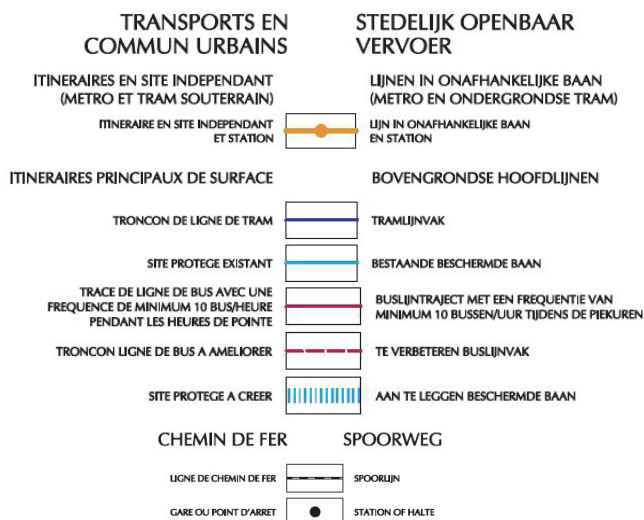 TRANSPORTS EN
COMMUN URBAINS
STEDELIJK OPENBAAR
VERVOER
ITINERAIRES EN SITE INDEPENDANT
(METRO ET TRAM SOUTERRAIN)
LIJNEN IN ONAFHANKELIJKE BAAN
(METRO EN ONDERGRONDSE TRAM)
ITINERAIRE EN SITE INDEPENDANT
ET STATION
LIJN IN ONAFHANKELIJKE BAAN
EN STATION
ITINERAIRES PRINCIPAUX DE SURFACE
BOVENGRONDSE HOOFDLIJNEN
TRONCON DE LIGNE DE TRAM
TRAMLIJNVAK
SITE PROTEGE EXISTANT
BESTAANDE BESCHERMDE BAAN
TRACE DE LIGNE DE BUS AVEC UNE
FREQUENCE DE MINIMUM 10 BUS/HEURE
PENDANT LES HEURES DE POINTE
BUSLIJNTRAJECT MET EEN FREQUENTIE VAN
MINIMUM 10 BUSSEN/UUR TIJDENS DE PIEKUREN
TRONCON LIGNE DE BUS A AMELIORER
TE VERBETEREN BUSLIJNVAK
SITE PROTEGE A CREER
AAN TE LEGGEN BESCHERMDE BAAN
CHEMIN DE FER
SPOORWEG
LIGNE DE CHEMIN DE FER
SPOORLIJN
GARE OU POINT D'ARRET
STATION OF HALTE